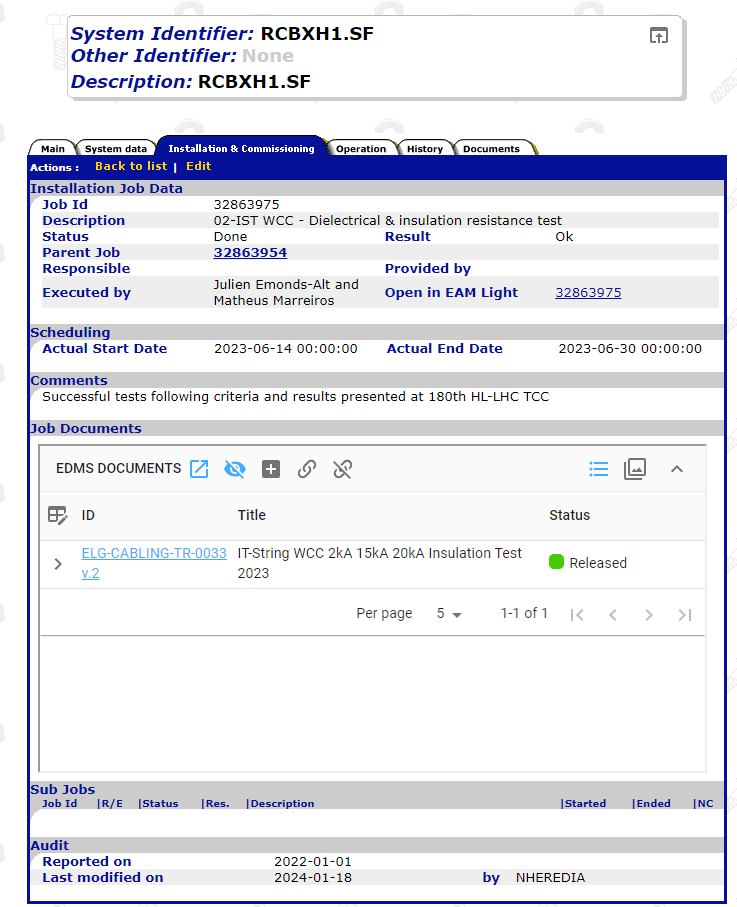 System Identifier: RCBXH1.SF
Other Identifier: None
Description: RCBXH1.SF
Main System data Installation & Commissioning Operation History Documents
Actions : Back to list | Edit
Installation Job Data
Job Id 32863975
Description 02-IST WCC - Dielectrical & insulation resistance test
Status Done Result Ok
Parent Job 32863954
Responsible Provided by
Executed by Julien Emonds-Alt and Matheus Marreiros Open in EAM Light 32863975
Scheduling
Actual Start Date 2023-06-14 00:00:00 Actual End Date 2023-06-30 00:00:00
Comments
Successful tests following criteria and results presented at 180th HL-LHC TCC
Job Documents
EDMS DOCUMENTS
ID Title Status
ELG-CABLING-TR-0033 IT-String WCC 2kA 15kA 20kA Insulation Test Released
v.2 2023
Per page 5 1-1 of 1
Sub Jobs
Job Id |R/E |Status |Res. |Description |Started |Ended |NC
Audit
Reported on 2022-01-01
Last modified on 2024-01-18 by NHEREDIA